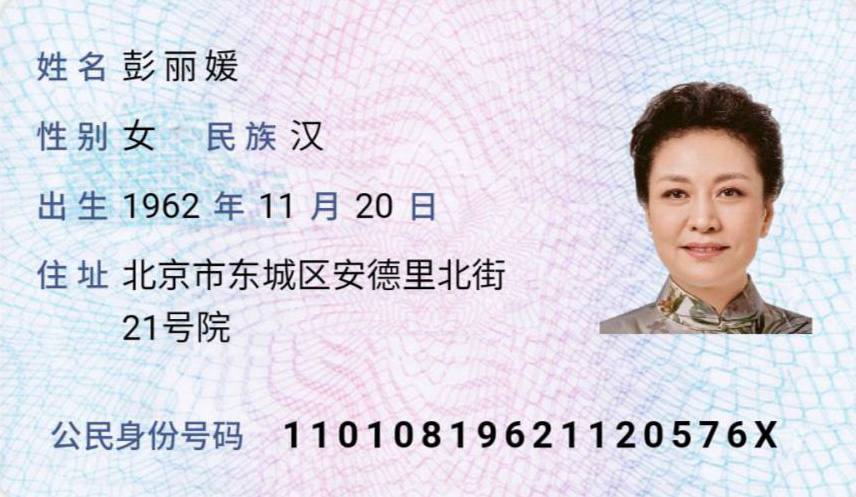 姓名 彭丽媛
性别 女 民族 汉
出生 1962 年 11 月 20 日
住址 北京市东城区安德里北街
21号院
公民身份号码 11010819621120576X